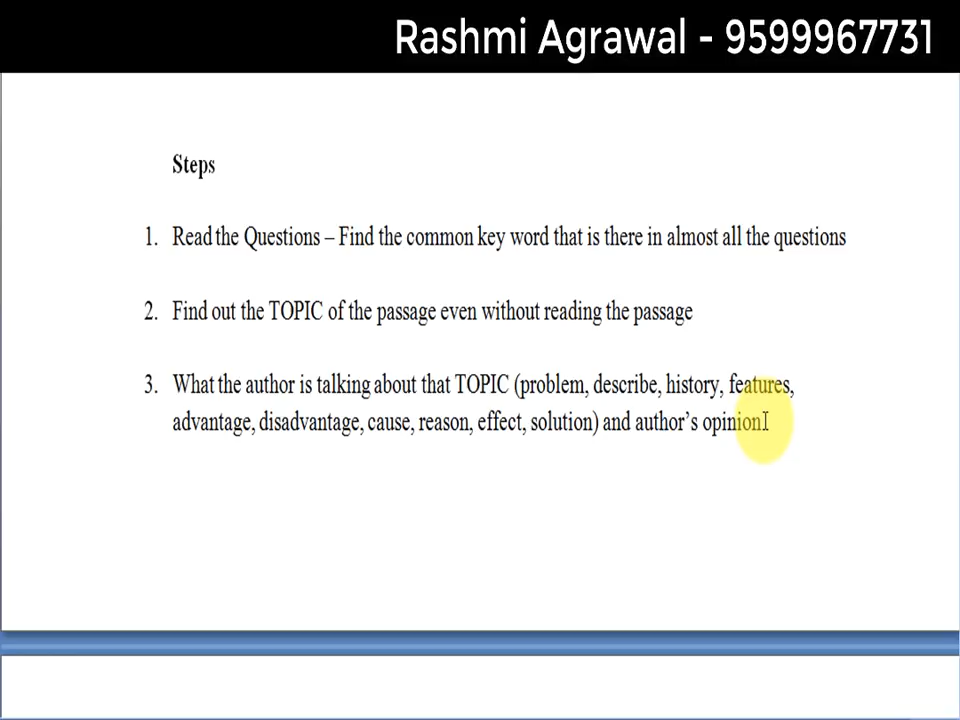 Rashmi Agrawal - 9599967731
Steps
1. Read the Questions – Find the common key word that is there in almost all the questions
2. Find out the TOPIC of the passage even without reading the passage
3. What the author is talking about that TOPIC (problem, describe, history, features,
advantage, disadvantage, cause, reason, effect, solution) and author’s opinion